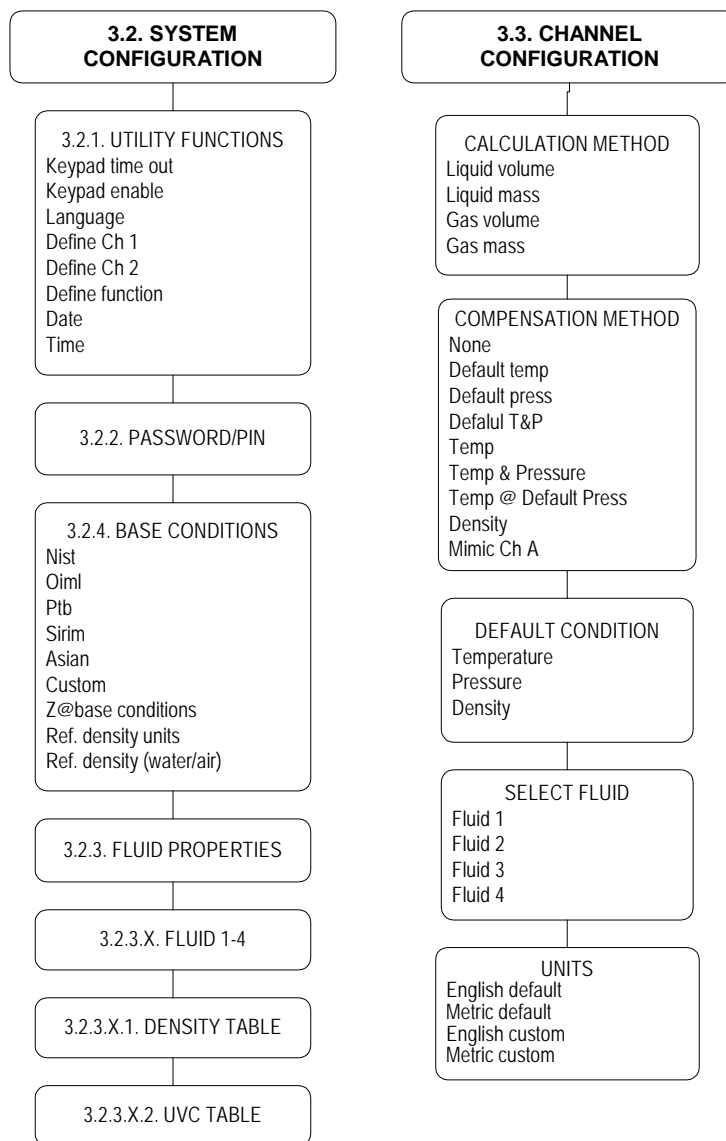 3.2. SYSTEM
CONFIGURATION
3.2.1. UTILITY FUNCTIONS
Keypad time out
Keypad enable
Language
Define Ch 1
Define Ch 2
Define function
Date
Time
3.2.2. PASSWORD/PIN
3.2.4. BASE CONDITIONS
Nist
Oiml
Ptb
Sirim
Asian
Custom
Z@base conditions
Ref. density units
Ref. density (water/air)
3.2.3. FLUID PROPERTIES
3.2.3.X. FLUID 1-4
3.2.3.X.1. DENSITY TABLE
3.2.3.X.2. UVC TABLE
3.3. CHANNEL
CONFIGURATION
CALCULATION METHOD
Liquid volume
Liquid mass
Gas volume
Gas mass
COMPENSATION METHOD
None
Default temp
Default press
Defalul T&P
Temp
Temp & Pressure
Temp @ Default Press
Density
Mimic Ch A
DEFAULT CONDITION
Temperature
Pressure
Density
SELECT FLUID
Fluid 1
Fluid 2
Fluid 3
Fluid 4
UNITS
English default
Metric default
English custom
Metric custom